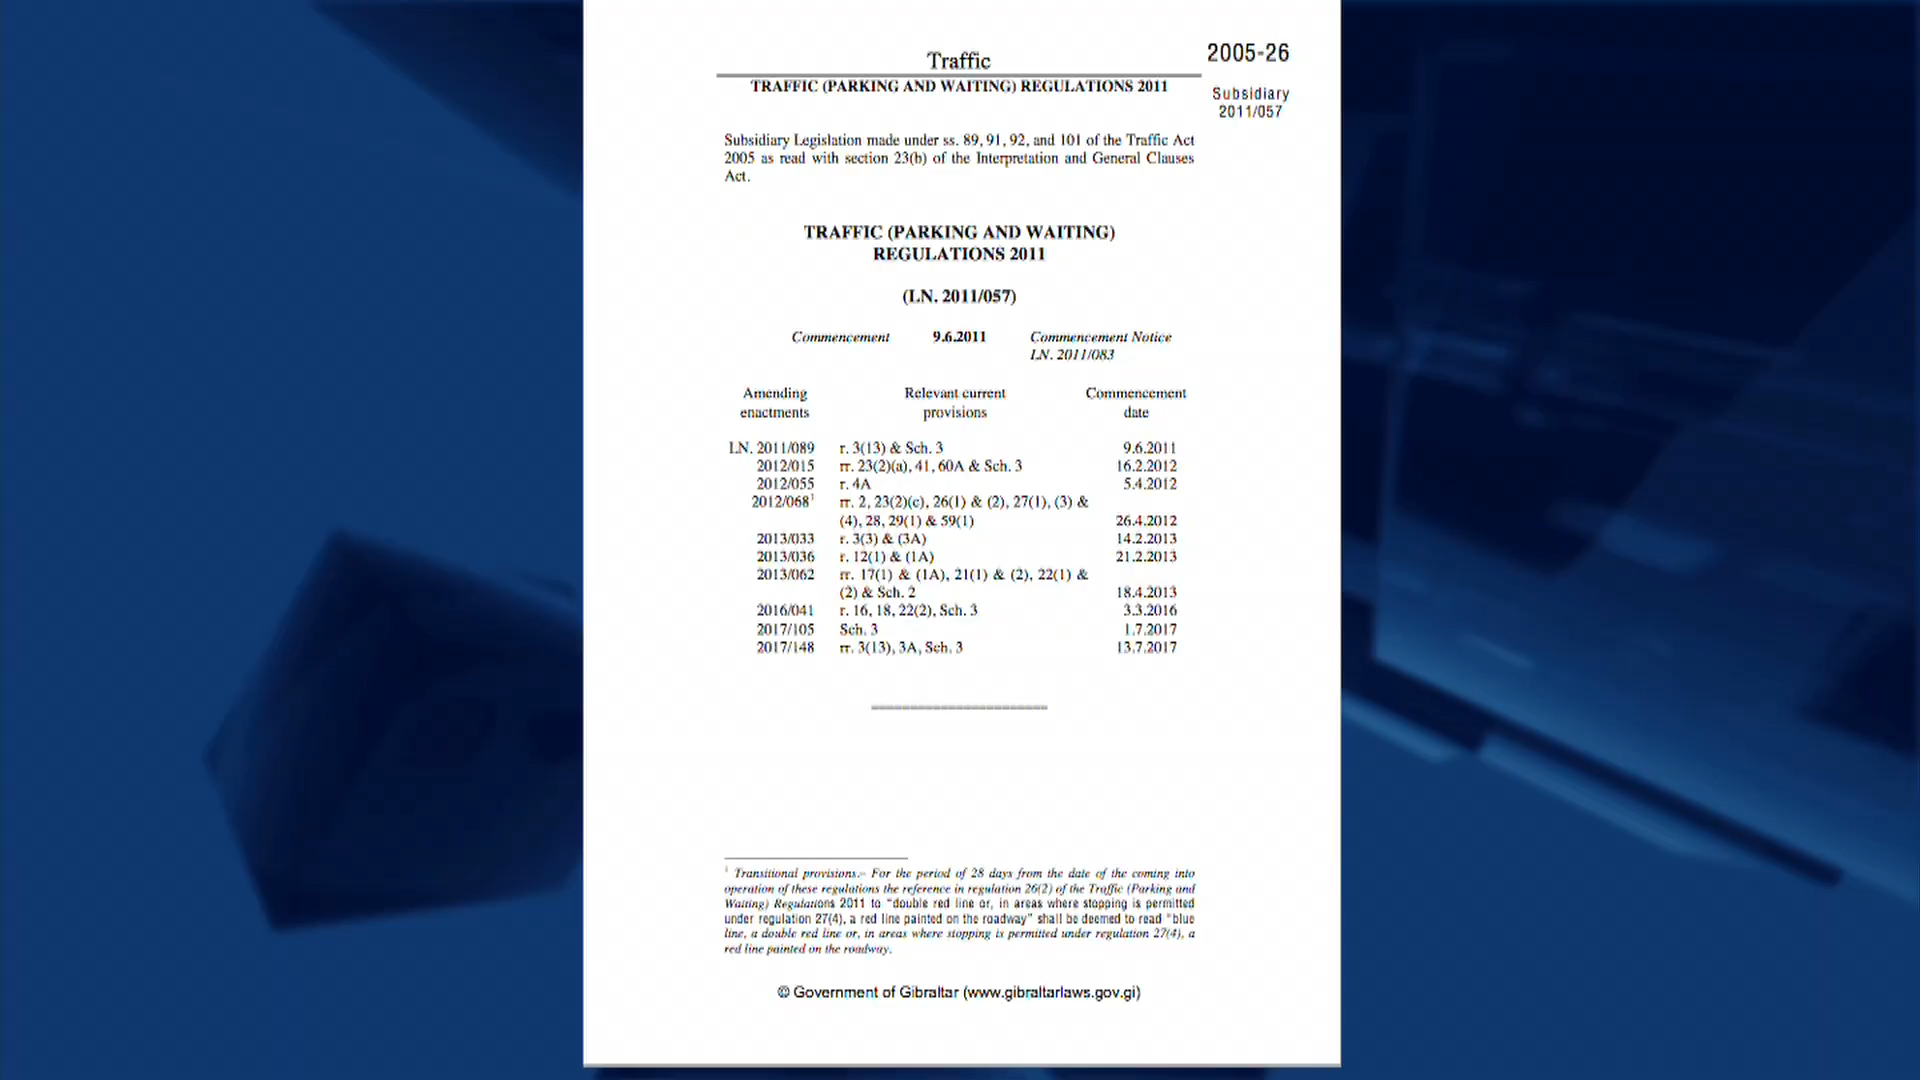 Traffic
2005-26
TRAFFIC (PARKING AND WAITING) REGULATIONS 2011
Subsidiary
2011/057
Subsidiary Legislation made under ss. 89, 91, 92, and 101 of the Traffic Act
2005 as read with section 23(b) of the Interpretation and General Clauses
Act.
TRAFFIC (PARKING AND WAITING)
REGULATIONS 2011
(LN. 2011/057)
Commencement 9.6.2011 Commencement Notice
LN. 2011/083
Amending Relevant current Commencement
enactments provisions date
LN. 2011/089 r. 3(13) & Sch. 3 9.6.2011
2012/015 rr. 23(2)(a), 41, 60A & Sch. 3 16.2.2012
2012/055 r. 4A 5.4.2012
2012/068¹ rr. 2, 23(2)(c), 26(1) & (2), 27(1), (3) &
(4), 28, 29(1) & 59(1) 26.4.2012
2013/033 r. 3(3) & (3A) 14.2.2013
2013/036 r. 12(1) & (1A) 21.2.2013
2013/062 rr. 17(1) & (1A), 21(1) & (2), 22(1) &
(2) & Sch. 2 18.4.2013
2016/041 r. 16, 18, 22(2), Sch. 3 3.3.2016
2017/105 Sch. 3 1.7.2017
2017/148 rr. 3(13), 3A, Sch. 3 13.7.2017
¹ Transitional provisions.– For the period of 28 days from the date of the coming into
operation of these regulations the reference in regulation 26(2) of the Traffic (Parking and
Waiting) Regulations 2011 to “double red line or, in areas where stopping is permitted
under regulation 27(4), a red line painted on the roadway” shall be deemed to read “blue
line, a double red line or, in areas where stopping is permitted under regulation 27(4), a
red line painted on the roadway.
© Government of Gibraltar (www.gibraltarlaws.gov.gi)